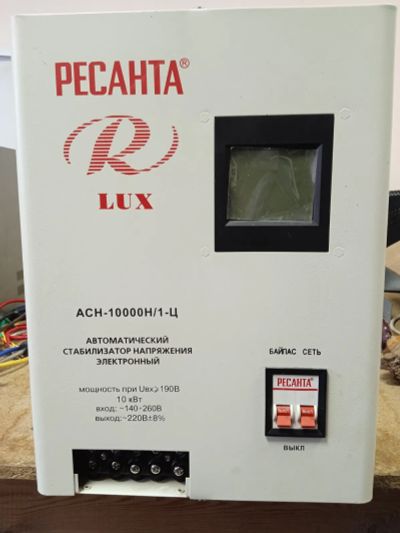 РЕСАНТА®
R
LUX
АСН-10000Н/1-Ц
АВТОМАТИЧЕСКИЙ
СТАБИЛИЗАТОР НАПРЯЖЕНИЯ
ЭЛЕКТРОННЫЙ
мощность при Uвх≥190В
10 кВт
вход: ~140÷260В
выход:~220В±8%
БАЙПАС СЕТЬ
РЕСАНТА®
ВЫКЛ